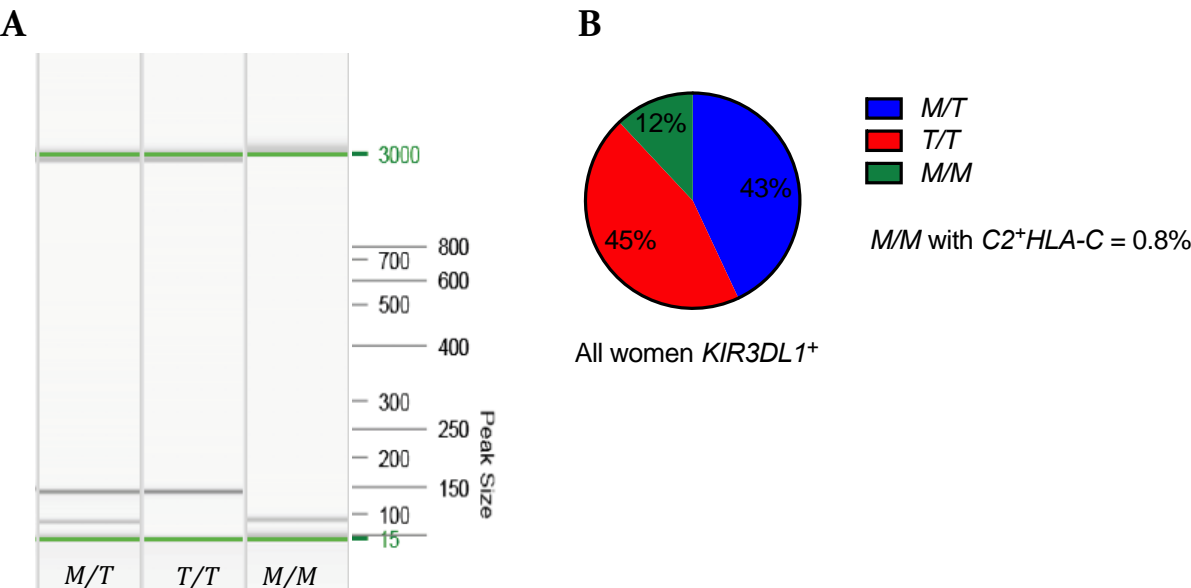 A
3000
800
700
600
500
400
300
250
200
150
100
15
Peak Size
M/T T/T M/M
B
12%
43%
45%
M/T
T/T
M/M
M/M with C2+HLA-C = 0.8%
All women KIR3DL1+